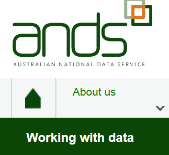 ands
AUSTRALIAN NATIONAL DATA SERVICE
About us
Working with data